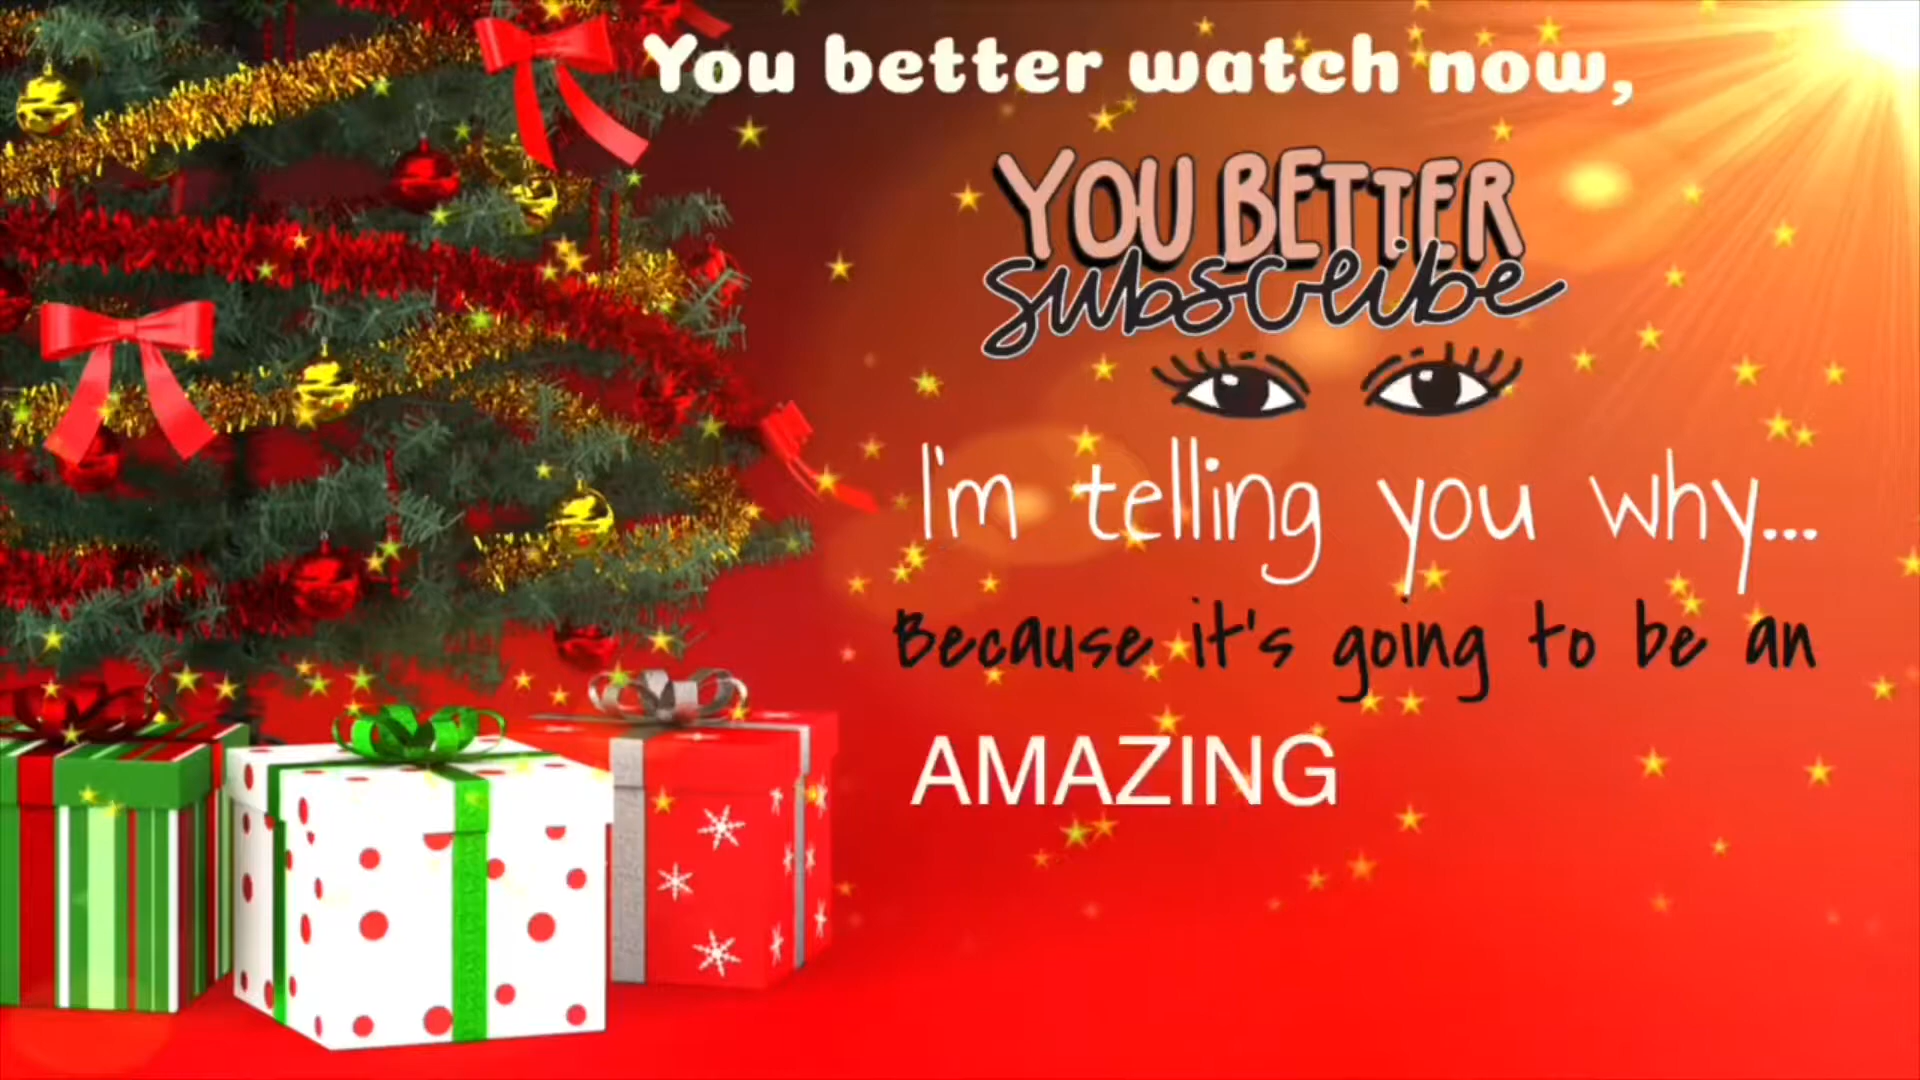 You better watch now,
YOU BETTER
subscribe
I'm telling you why...
Because it's going to be an
AMAZING